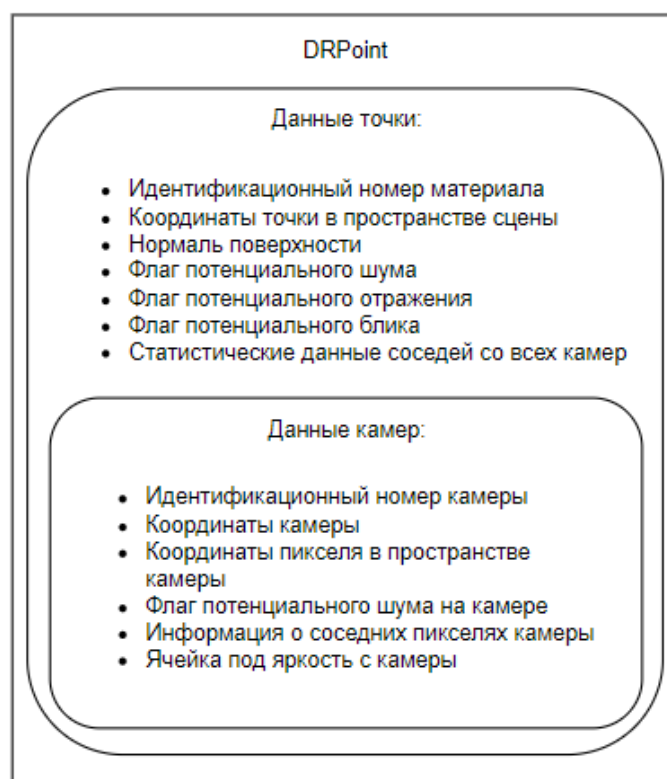 DRPoint
Данные точки:
• Идентификационный номер материала
• Координаты точки в пространстве сцены
• Нормаль поверхности
• Флаг потенциального шума
• Флаг потенциального отражения
• Флаг потенциального блика
• Статистические данные соседей со всех камер
Данные камер:
• Идентификационный номер камеры
• Координаты камеры
• Координаты пикселя в пространстве
камеры
• Флаг потенциального шума на камере
• Информация о соседних пикселях камеры
• Ячейка под яркость с камеры